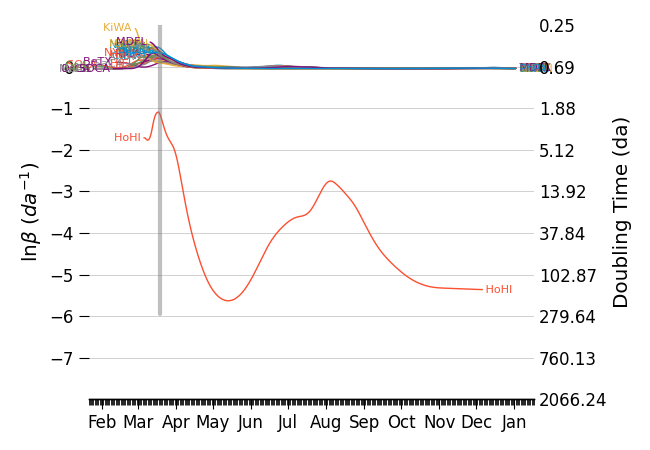 KiWA
MDFL
BeTX
HoHI
HoHI
−1
−2
−3
−4
−5
−6
−7
0.25
0.69
1.88
5.12
13.92
37.84
102.87
279.64
760.13
2066.24
lnβ (da⁻¹)
Doubling Time (da)
Feb Mar Apr May Jun Jul Aug Sep Oct Nov Dec Jan